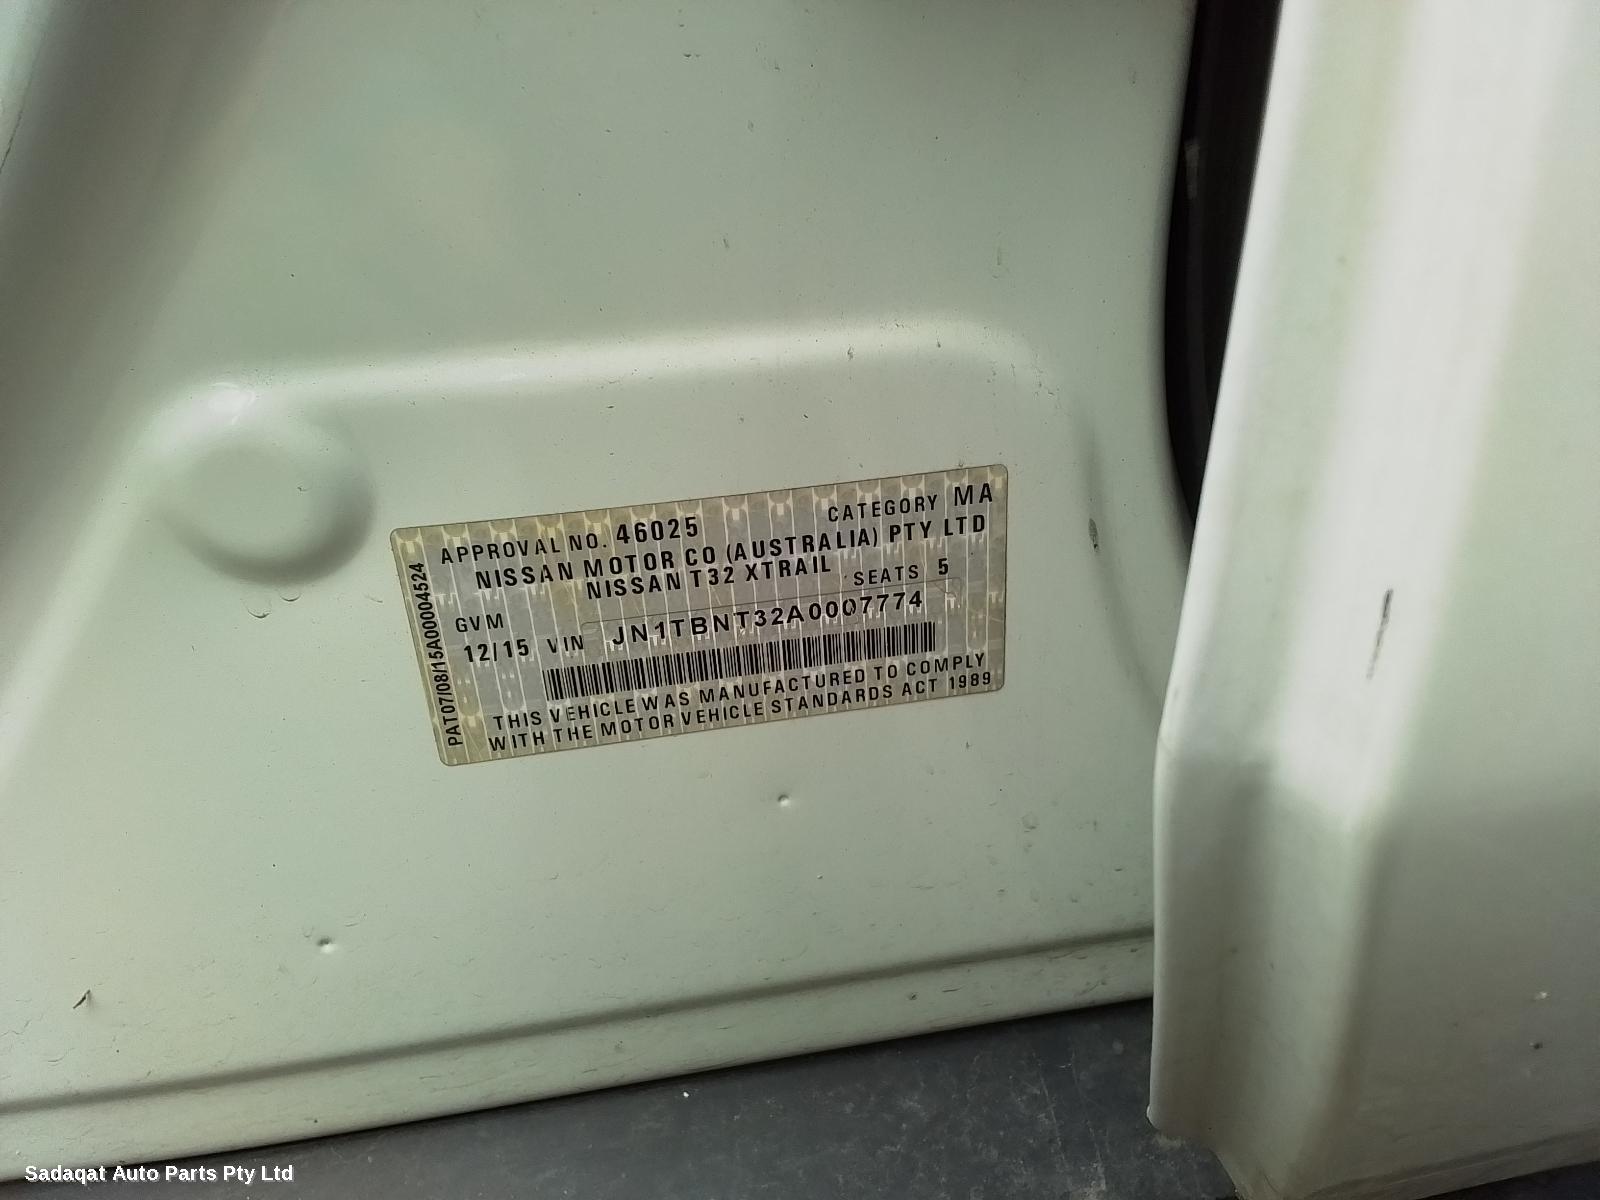 APPROVAL NO. 46025 CATEGORY MA
NISSAN MOTOR CO (AUSTRALIA) PTY LTD
NISSAN T32 XTRAIL
SEATS 5
GVM
12/15 VIN JN1TBNT32A0007774
THIS VEHICLE WAS MANUFACTURED TO COMPLY
WITH THE MOTOR VEHICLE STANDARDS ACT 1989
PAT07/08/15A00004524
Sadaqat Auto Parts Pty Ltd